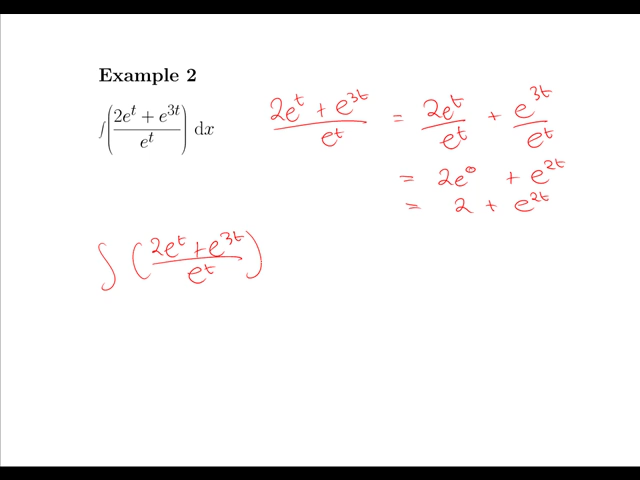 Example 2
∫(2e^t + e^{3t} / e^t) dx
(2e^t + e^{3t})/e^t = 2e^t/e^t + e^{3t}/e^t
= 2e^0 + e^{2t}
= 2 + e^{2t}
∫((2e^t + e^{3t})/e^t)